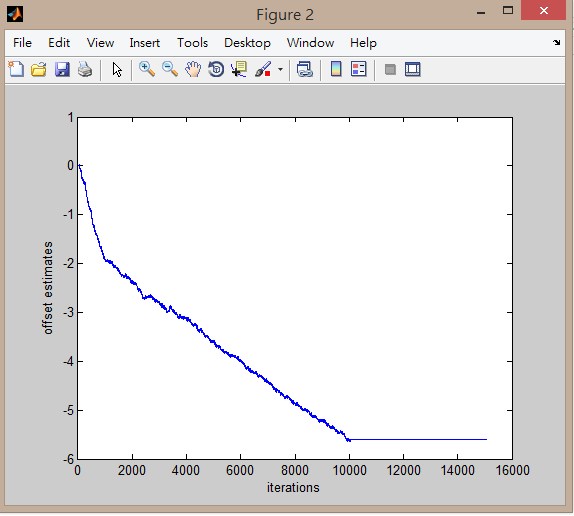 Figure 2
File Edit View Insert Tools Desktop Window Help
1
0
-1
-2
-3
-4
-5
-6
offset estimates
0 2000 4000 6000 8000 10000 12000 14000 16000
iterations